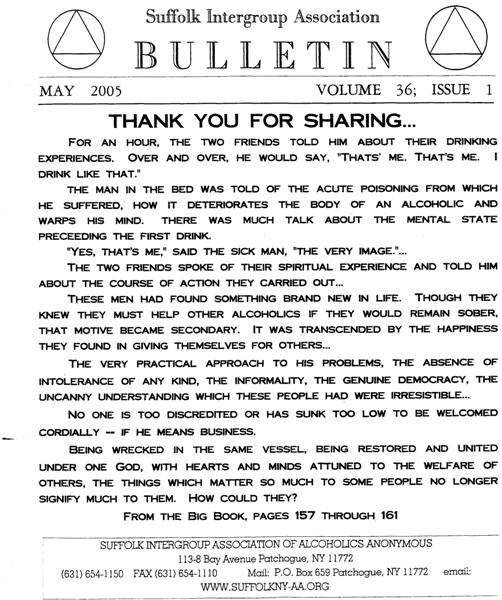 Suffolk Intergroup Association
BULLETIN
MAY 2005 VOLUME 36; ISSUE 1
THANK YOU FOR SHARING...
FOR AN HOUR, THE TWO FRIENDS TOLD HIM ABOUT THEIR DRINKING
EXPERIENCES. OVER AND OVER, HE WOULD SAY, "THATS' ME. THAT'S ME. I
DRINK LIKE THAT."
THE MAN IN THE BED WAS TOLD OF THE ACUTE POISONING FROM WHICH
HE SUFFERED, HOW IT DETERIORATES THE BODY OF AN ALCOHOLIC AND
WARPS HIS MIND. THERE WAS MUCH TALK ABOUT THE MENTAL STATE
PRECEEDING THE FIRST DRINK.
"YES, THAT'S ME," SAID THE SICK MAN, "THE VERY IMAGE."...
THE TWO FRIENDS SPOKE OF THEIR SPIRITUAL EXPERIENCE AND TOLD HIM
ABOUT THE COURSE OF ACTION THEY CARRIED OUT...
THESE MEN HAD FOUND SOMETHING BRAND NEW IN LIFE. THOUGH THEY
KNEW THEY MUST HELP OTHER ALCOHOLICS IF THEY WOULD REMAIN SOBER,
THAT MOTIVE BECAME SECONDARY. IT WAS TRANSCENDED BY THE HAPPINESS
THEY FOUND IN GIVING THEMSELVES FOR OTHERS...
THE VERY PRACTICAL APPROACH TO HIS PROBLEMS, THE ABSENCE OF
INTOLERANCE OF ANY KIND, THE INFORMALITY, THE GENUINE DEMOCRACY, THE
UNCANNY UNDERSTANDING WHICH THESE PEOPLE HAD WERE IRRESISTIBLE...
NO ONE IS TOO DISCREDITED OR HAS SUNK TOO LOW TO BE WELCOMED
CORDIALLY -- IF HE MEANS BUSINESS.
BEING WRECKED IN THE SAME VESSEL, BEING RESTORED AND UNITED
UNDER ONE GOD, WITH HEARTS AND MINDS ATTUNED TO THE WELFARE OF
OTHERS, THE THINGS WHICH MATTER SO MUCH TO SOME PEOPLE NO LONGER
SIGNIFY MUCH TO THEM. HOW COULD THEY?
FROM THE BIG BOOK, PAGES 157 THROUGH 161
SUFFOLK INTERGROUP ASSOCIATION OF ALCOHOLICS ANONYMOUS
113-8 Bay Avenue Patchogue, NY 11772
(631) 654-1150 FAX (631) 654-1110 Mail: P.O. Box 659 Patchogue, NY 11772 email:
WWW.SUFFOLKNY-AA.ORG